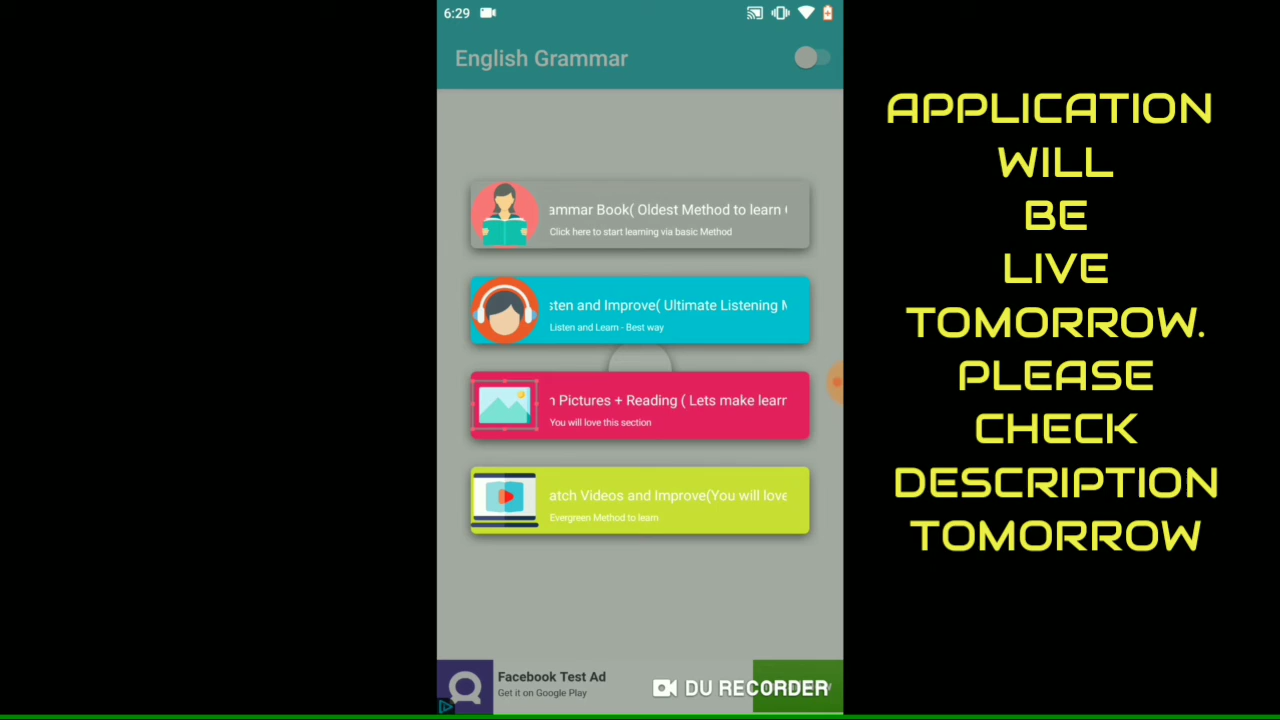 6:29
English Grammar
ammar Book( Oldest Method to learn
Click here to start learning via basic Method
sten and Improve( Ultimate Listening
Listen and Learn - Best way
Pictures + Reading ( Lets make learn
You will love this section
atch Videos and Improve(You will love
Evergreen Method to learn
Facebook Test Ad
Get it on Google Play
DU RECORDER
APPLICATION
WILL
BE
LIVE
TOMORROW.
PLEASE
CHECK
DESCRIPTION
TOMORROW